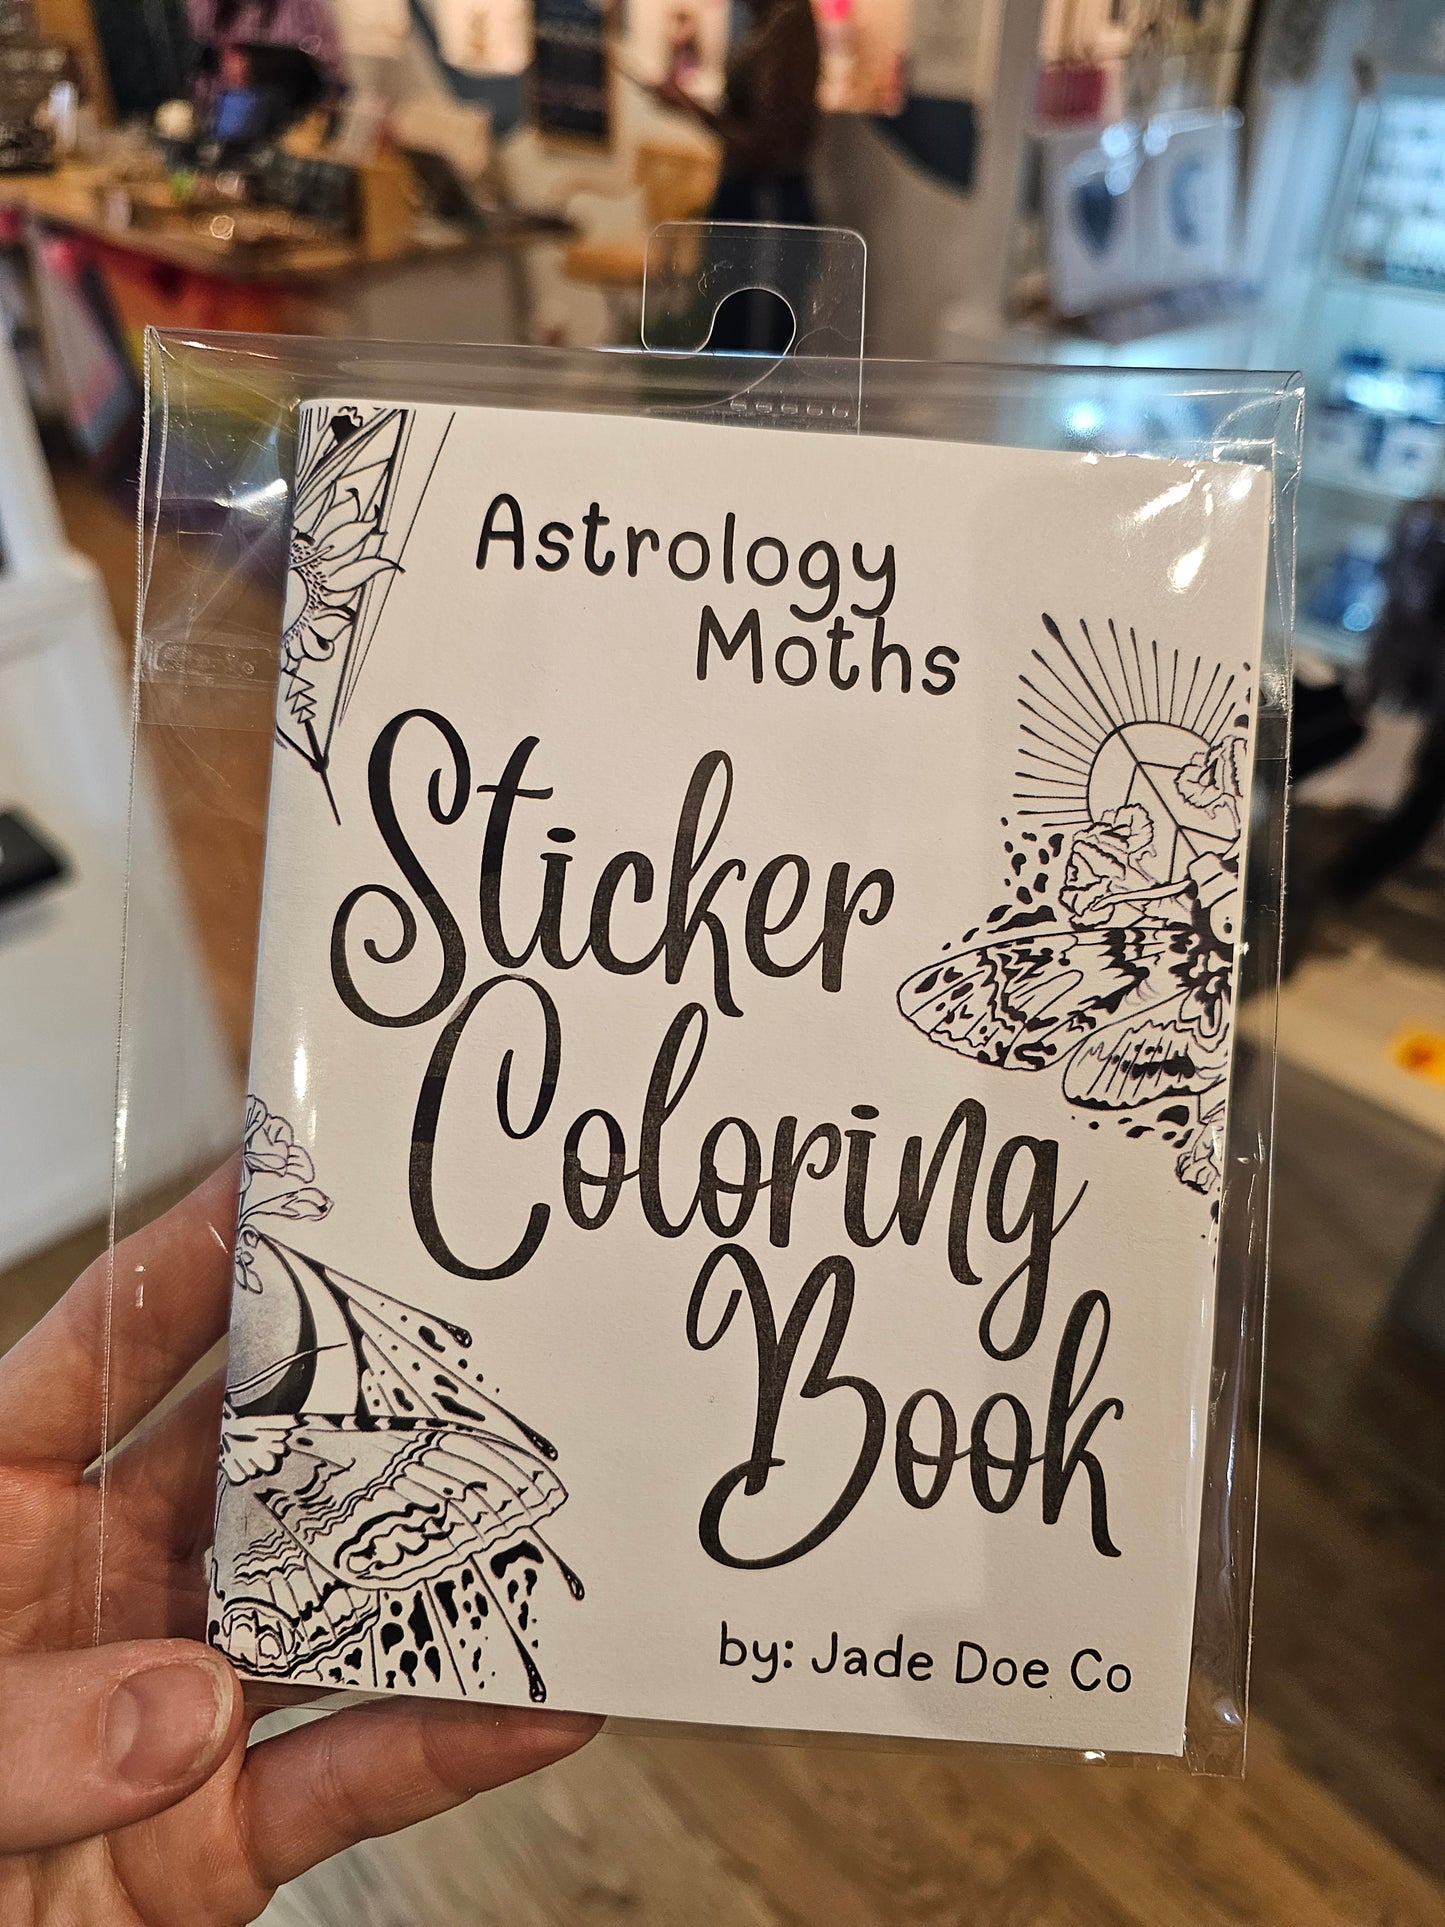 Astrology
Moths
Sticker
Coloring
Book
by: Jade Doe Co